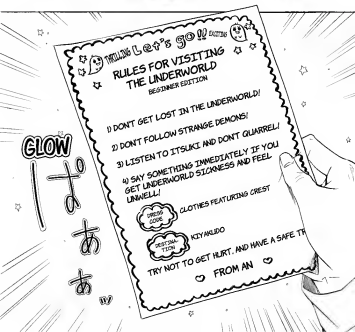 THRILLING Let's go!! EXCITING
RULES FOR VISITING
THE UNDERWORLD
BEGINNER EDITION
1) DON'T GET LOST IN THE UNDERWORLD!
2) DON'T FOLLOW STRANGE DEMONS!
3) LISTEN TO ITSUKI AND DON'T QUARREL!
4) SAY SOMETHING IMMEDIATELY IF YOU
GET UNDERWORLD SICKNESS AND FEEL
UNWELL!
DRESS
CODE
CLOTHES FEATURING CREST
DESTINA-
TION
KIYAKUDO
TRY NOT TO GET HURT. AND HAVE A SAFE TR
FROM AN
GLOW
ぱああぁ